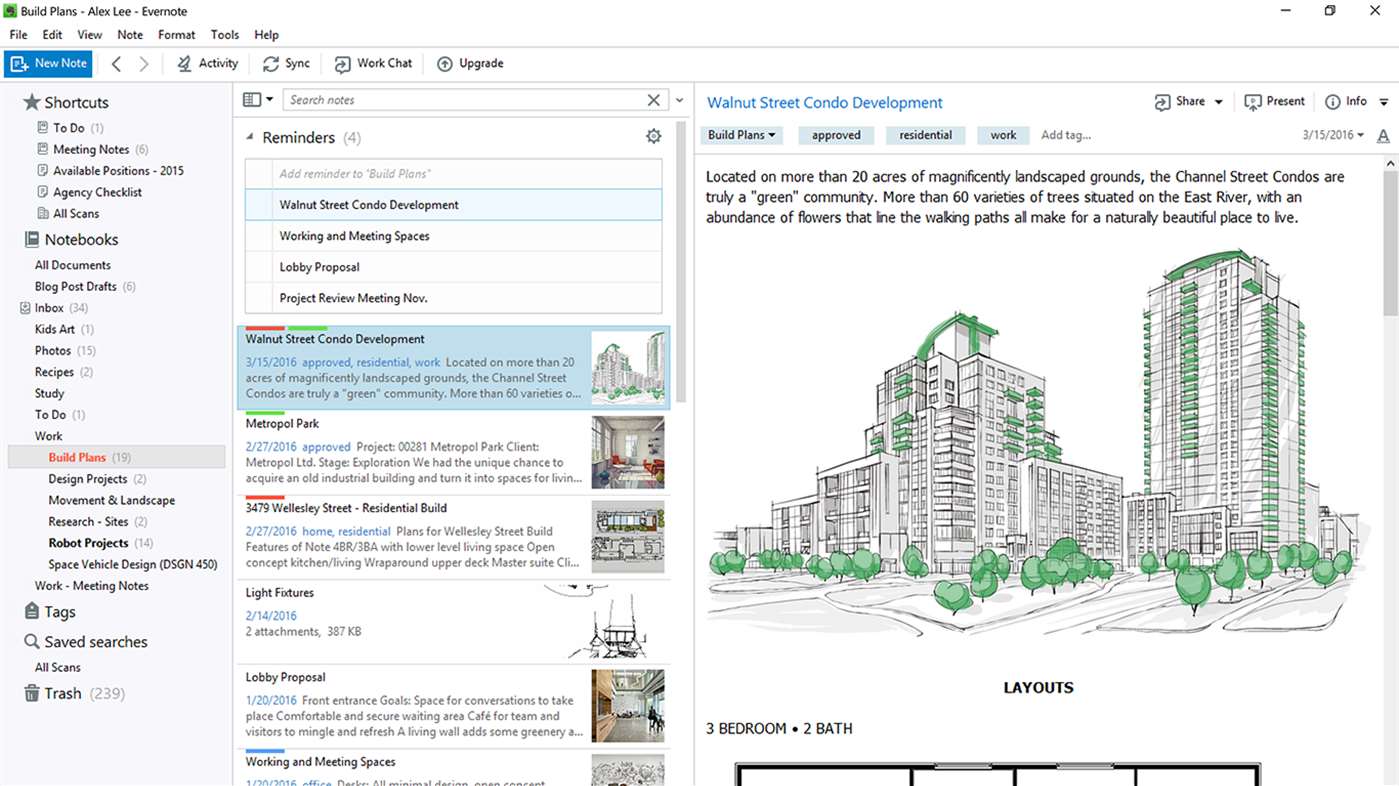 Build Plans - Alex Lee - Evernote
File Edit View Note Format Tools Help
New Note Activity Sync Work Chat Upgrade
Shortcuts
To Do (1)
Meeting Notes (6)
Available Positions - 2015
Agency Checklist
All Scans
Notebooks
All Documents
Blog Post Drafts (6)
Inbox (34)
Kids Art (1)
Photos (15)
Recipes (2)
Study
To Do (1)
Work
Build Plans (19)
Design Projects (2)
Movement & Landscape
Research - Sites (2)
Robot Projects (14)
Space Vehicle Design (DSGN 450)
Work - Meeting Notes
Tags
Saved searches
All Scans
Trash (239)
Search notes
Reminders (4)
Add reminder to "Build Plans"
Walnut Street Condo Development
Working and Meeting Spaces
Lobby Proposal
Project Review Meeting Nov.
Walnut Street Condo Development
3/15/2016 approved, residential, work Located on more than 20
acres of magnificently landscaped grounds, the Channel Street
Condos are truly a "green" community. More than 60 varieties o...
Metropol Park
2/27/2016 approved Project: 00281 Metropol Park Client:
Metropol Ltd. Stage: Exploration We had the unique chance to
acquire an old industrial building and turn it into spaces for livin...
3479 Wellesley Street - Residential Build
2/27/2016 home, residential Plans for Wellesley Street Build
Features of Note 4BR/3BA with lower level living space Open
concept kitchen/living Wraparound upper deck Master suite Cli...
Light Fixtures
2/14/2016
2 attachments, 387 KB
Lobby Proposal
1/20/2016 Front entrance Goals: Space for conversations to take
place Comfortable and secure waiting area Café for team and
visitors to mingle and refresh A living wall adds some greenery a...
Working and Meeting Spaces
1/20/2016 office Desks: All minimal design, open concept
Walnut Street Condo Development Share Present Info
Build Plans approved residential work Add tag... 3/15/2016
Located on more than 20 acres of magnificently landscaped grounds, the Channel Street Condos are
truly a "green" community. More than 60 varieties of trees situated on the East River, with an
abundance of flowers that line the walking paths all make for a naturally beautiful place to live.
LAYOUTS
3 BEDROOM • 2 BATH